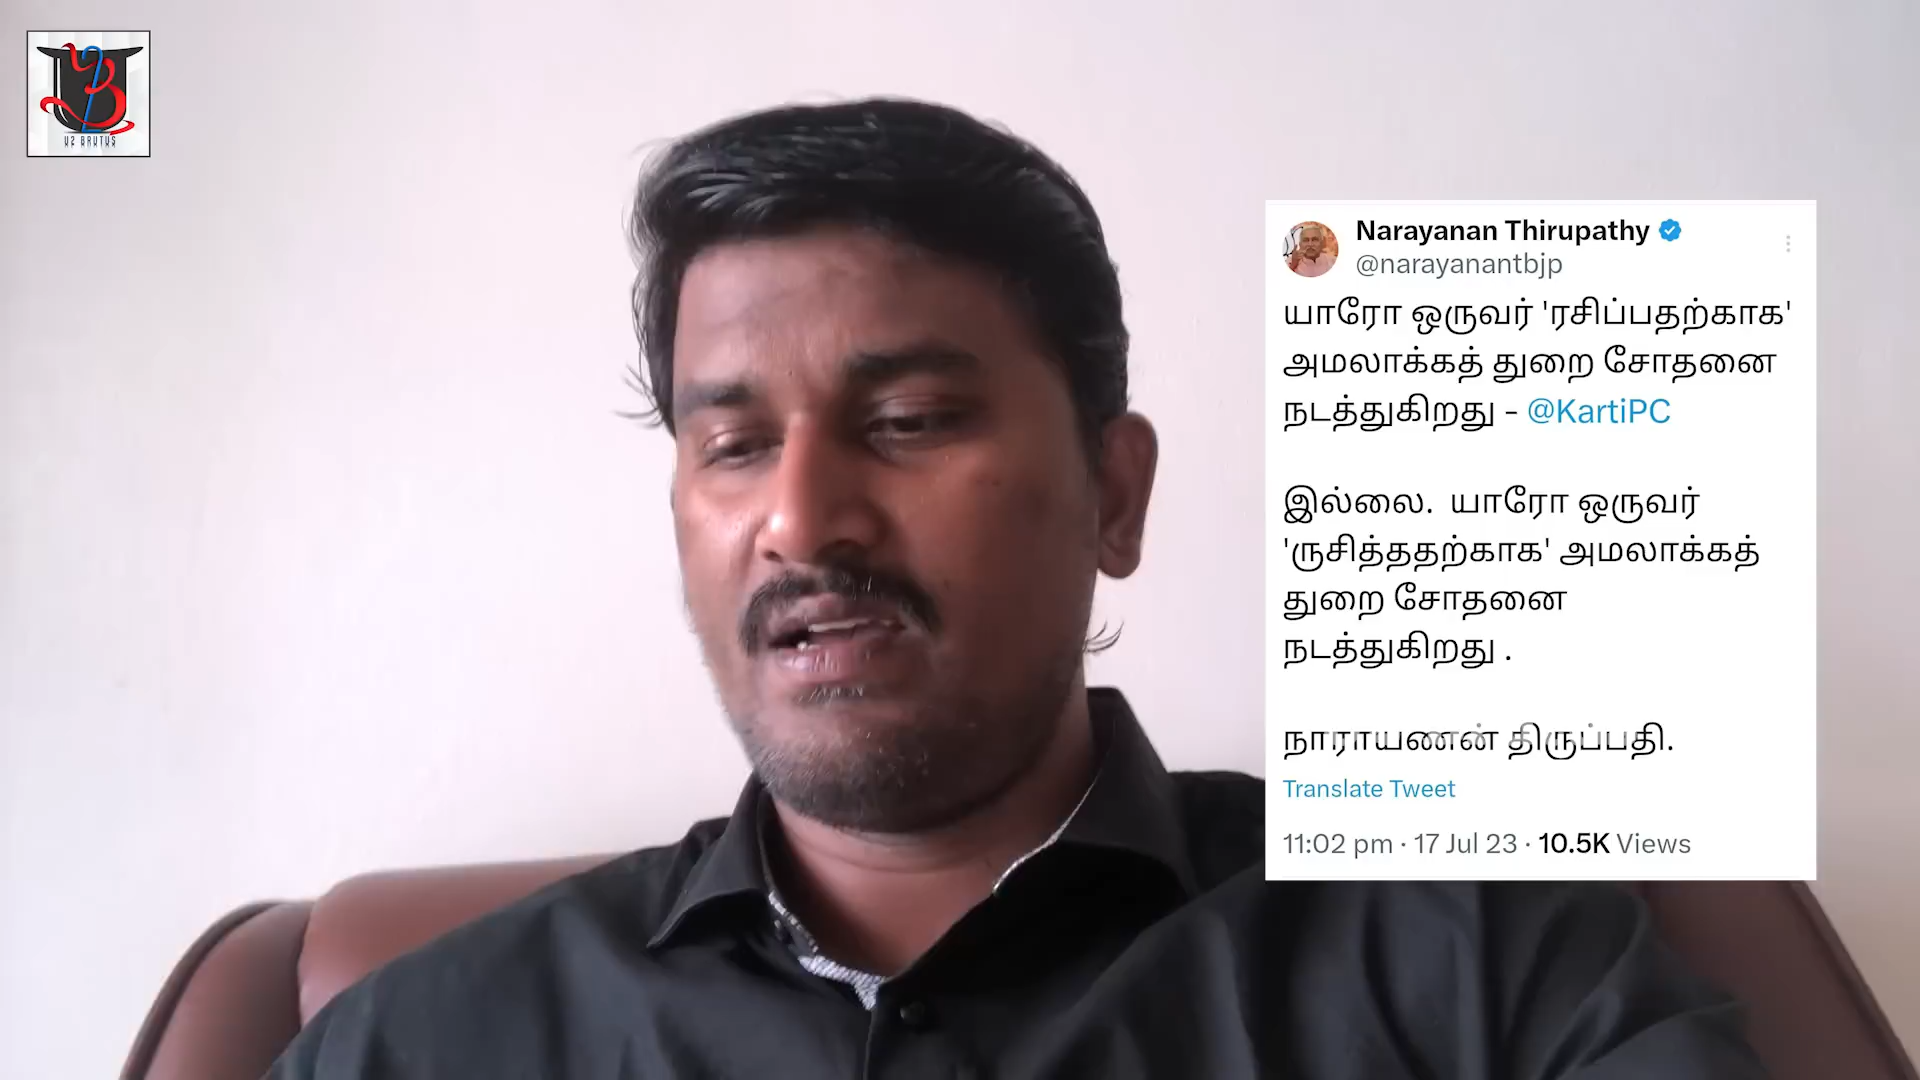 U2 BRUTUS
Narayanan Thirupathy
@narayanantbjp
யாரோ ஒருவர் 'ரசிப்பதற்காக'
அமலாக்கத் துறை சோதனை
நடத்துகிறது - @KartiPC
இல்லை. யாரோ ஒருவர்
'ருசித்ததற்காக' அமலாக்கத்
துறை சோதனை
நடத்துகிறது .
நாராயணன் திருப்பதி.
Translate Tweet
11:02 pm · 17 Jul 23 · 10.5K Views